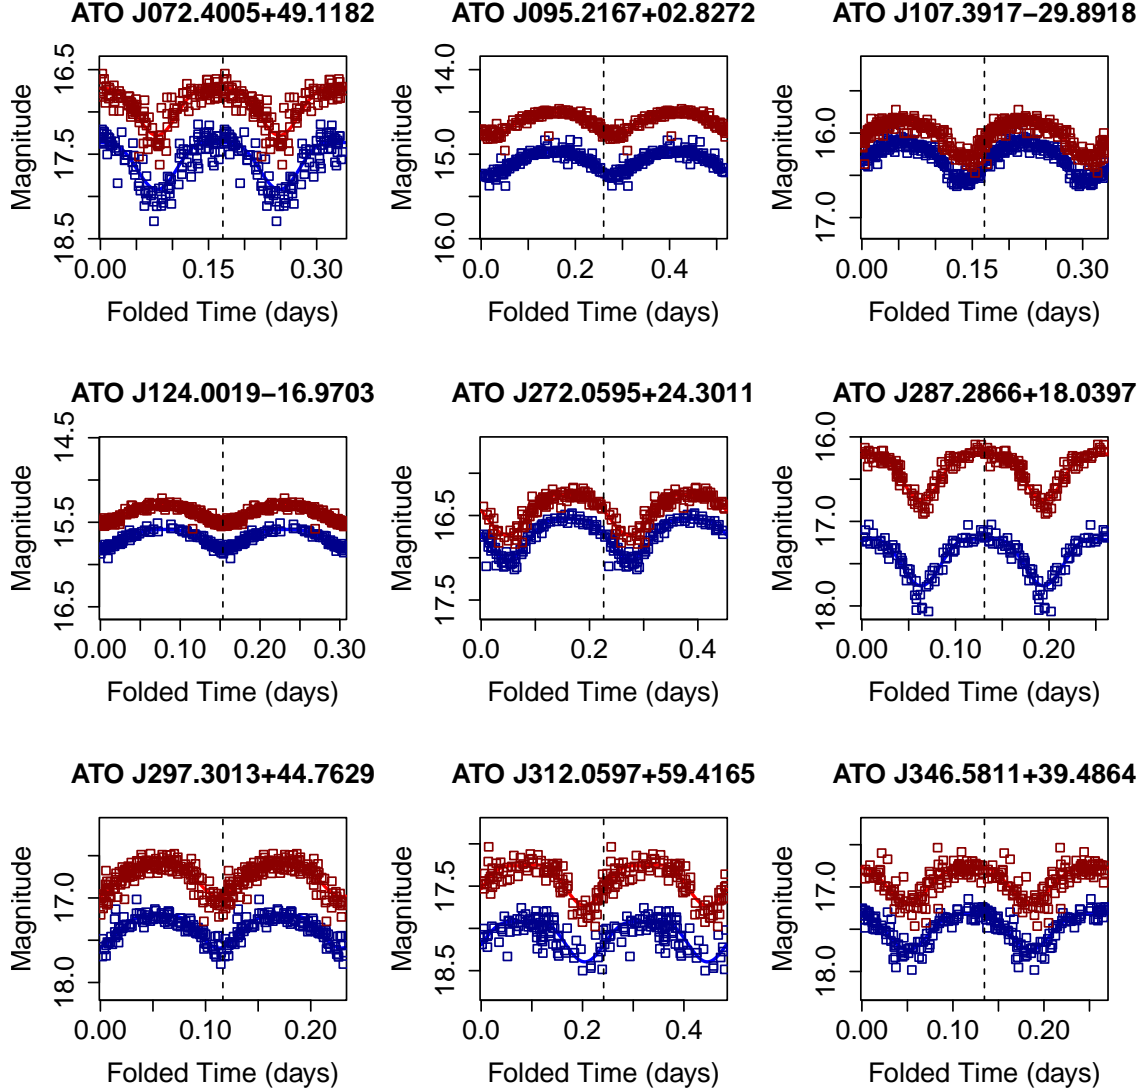 ATO J072.4005+49.1182
ATO J095.2167+02.8272
ATO J107.3917−29.8918
Magnitude
16.5
17.5
18.5
0.00
0.15
0.30
Folded Time (days)
Magnitude
14.0
15.0
16.0
0.0
0.2
0.4
Folded Time (days)
Magnitude
16.0
17.0
0.00
0.15
0.30
Folded Time (days)
ATO J124.0019−16.9703
ATO J272.0595+24.3011
ATO J287.2866+18.0397
Magnitude
14.5
15.5
16.5
0.00
0.10
0.20
0.30
Folded Time (days)
Magnitude
16.5
17.5
0.0
0.2
0.4
Folded Time (days)
Magnitude
16.0
17.0
18.0
0.00
0.10
0.20
Folded Time (days)
ATO J297.3013+44.7629
ATO J312.0597+59.4165
ATO J346.5811+39.4864
Magnitude
17.0
18.0
0.00
0.10
0.20
Folded Time (days)
Magnitude
17.5
18.5
0.0
0.2
0.4
Folded Time (days)
Magnitude
17.0
18.0
0.00
0.10
0.20
Folded Time (days)